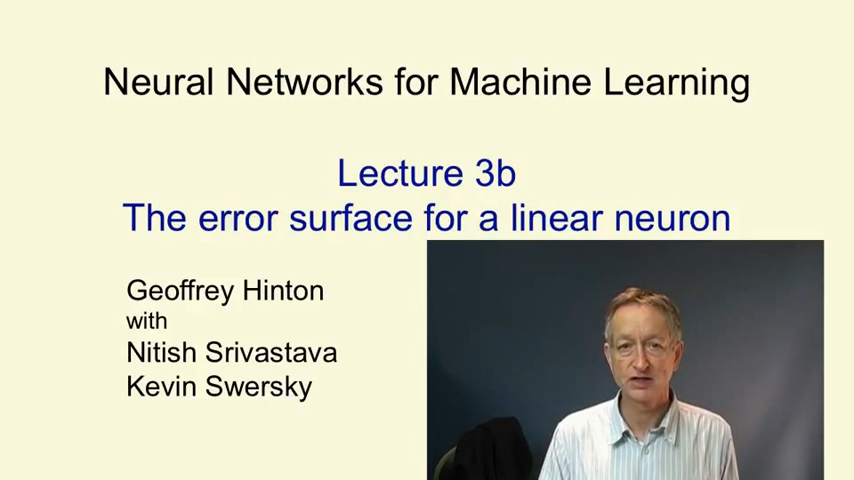 Neural Networks for Machine Learning
Lecture 3b
The error surface for a linear neuron
Geoffrey Hinton
with
Nitish Srivastava
Kevin Swersky